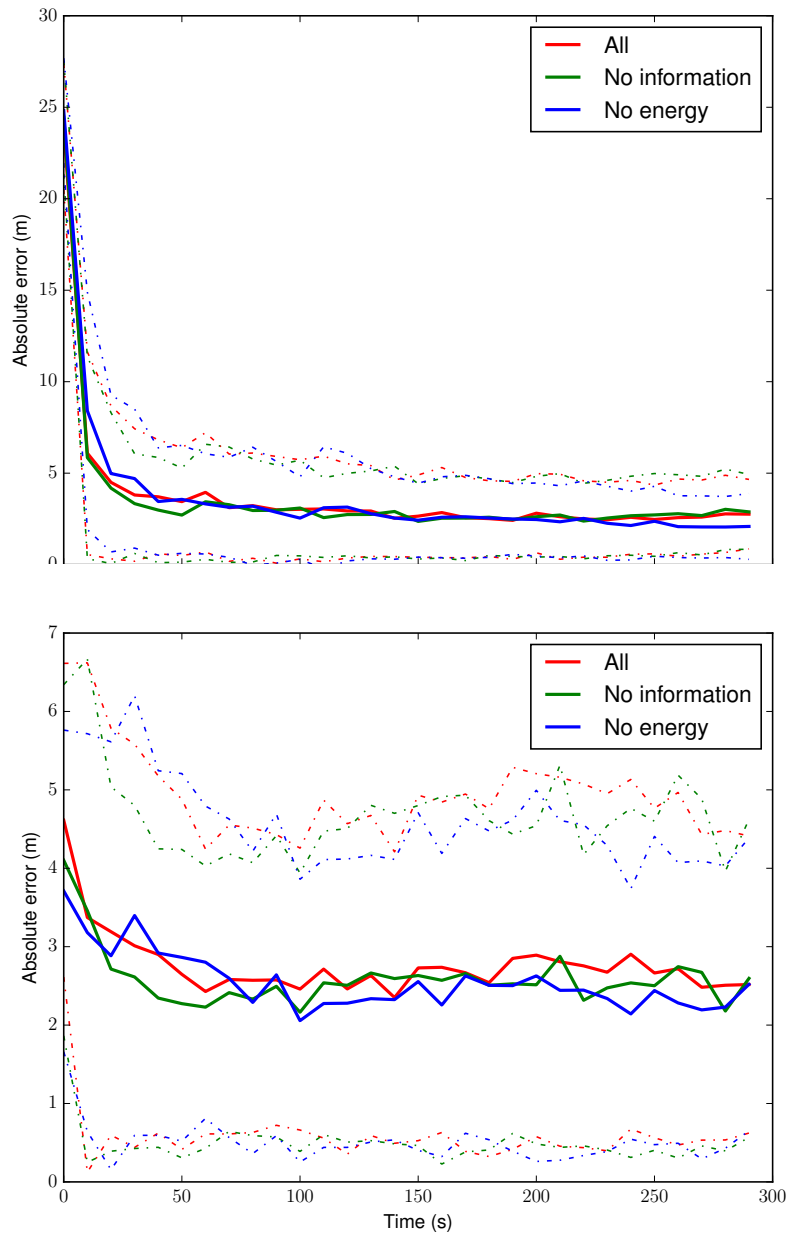 30
25
20
15
10
5
0
Absolute error (m)
All
No information
No energy
7
6
5
4
3
2
1
0
Absolute error (m)
All
No information
No energy
0 50 100 150 200 250 300
Time (s)